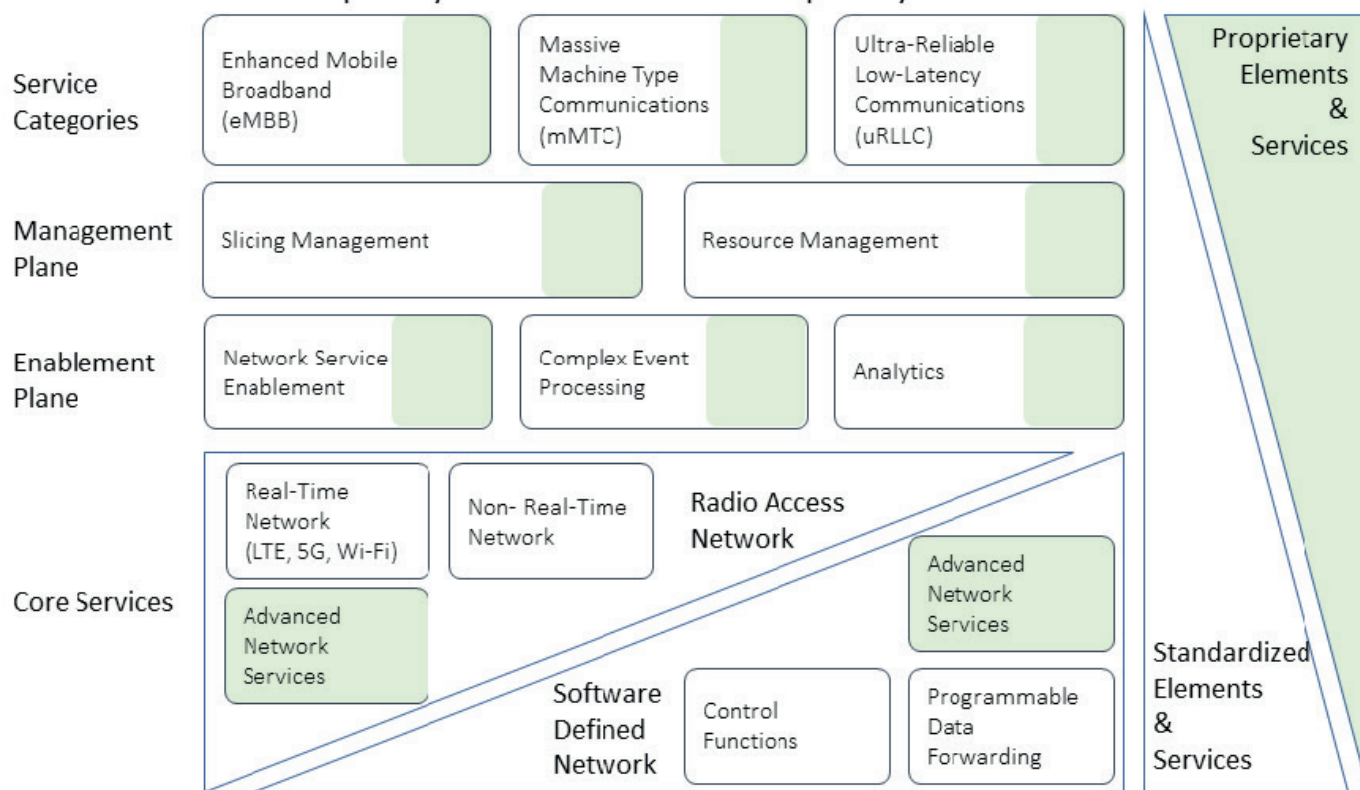 Service
Categories
Enhanced Mobile
Broadband
(eMBB)
Massive
Machine Type
Communications
(mMTC)
Ultra-Reliable
Low-Latency
Communications
(uRLLC)
Proprietary
Elements
&
Services
Management
Plane
Slicing Management
Resource Management
Enablement
Plane
Network Service
Enablement
Complex Event
Processing
Analytics
Core Services
Real-Time
Network
(LTE, 5G, Wi-Fi)
Non- Real-Time
Network
Radio Access
Network
Advanced
Network
Services
Advanced
Network
Services
Software
Defined
Network
Control
Functions
Programmable
Data
Forwarding
Standardized
Elements
&
Services